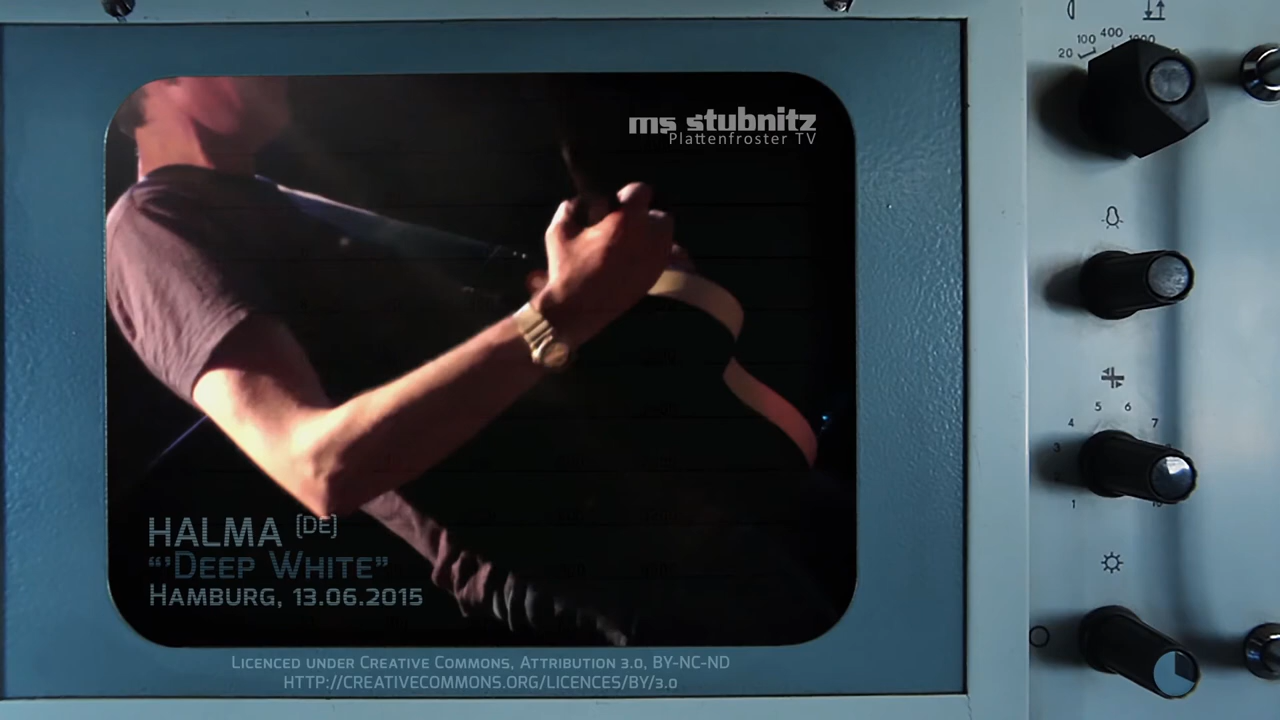 20 100 400 1000
ms stubnitz
Plattenfroster TV
5 6
4 7
3
1 10
HALMA [DE]
“'DEEP WHITE”
HAMBURG, 13.06.2015
LICENCED UNDER CREATIVE COMMONS, ATTRIBUTION 3.0, BY-NC-ND
HTTP://CREATIVECOMMONS.ORG/LICENCES/BY/3.0